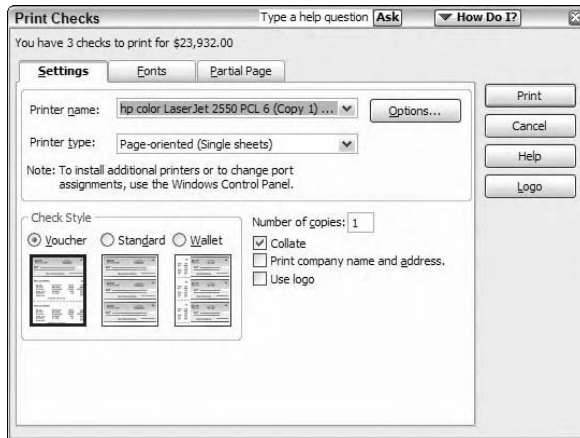 Print Checks Type a help question Ask How Do I?
You have 3 checks to print for $23,932.00
Settings Fonts Partial Page
Printer name: hp color LaserJet 2550 PCL 6 (Copy 1) ... Options...
Printer type: Page-oriented (Single sheets)
Note: To install additional printers or to change port
assignments, use the Windows Control Panel.
Print
Cancel
Help
Logo
Check Style
Voucher Standard Wallet
Number of copies: 1
Collate
Print company name and address.
Use logo